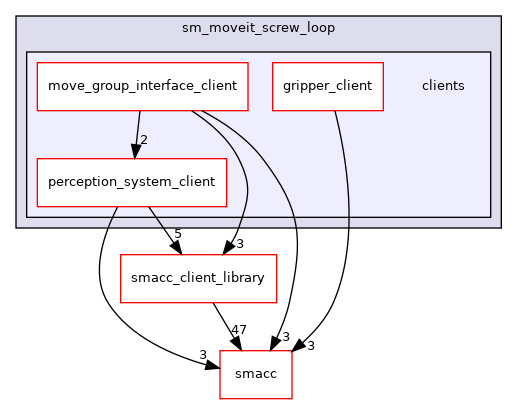 sm_moveit_screw_loop
move_group_interface_client
gripper_client
clients
2
perception_system_client
5
3
smacc_client_library
47
3
3
3
smacc